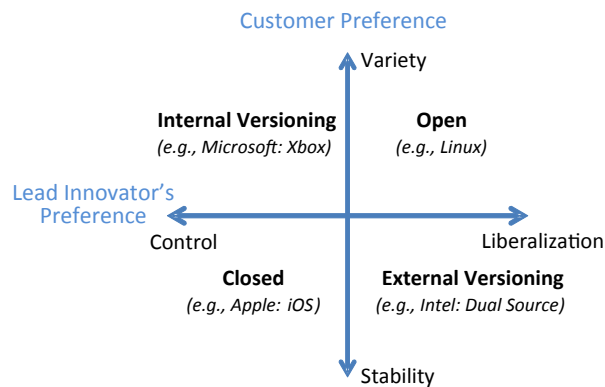 Customer Preference
Variety
Internal Versioning
(e.g., Microsoft: Xbox)
Open
(e.g., Linux)
Lead Innovator’s
Preference
Control
Liberalization
Closed
(e.g., Apple: iOS)
External Versioning
(e.g., Intel: Dual Source)
Stability